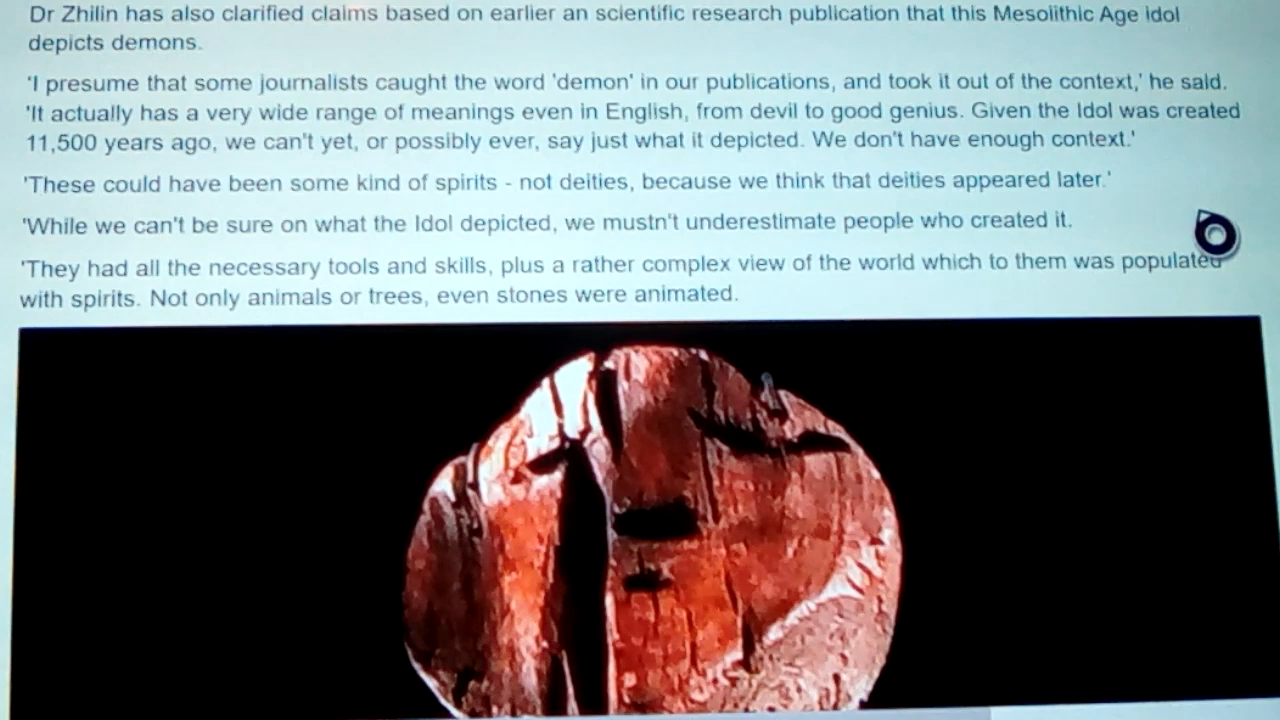 Dr Zhilin has also clarified claims based on earlier an scientific research publication that this Mesolithic Age idol
depicts demons.
'I presume that some journalists caught the word 'demon' in our publications, and took it out of the context,' he said.
'It actually has a very wide range of meanings even in English, from devil to good genius. Given the Idol was created
11,500 years ago, we can't yet, or possibly ever, say just what it depicted. We don't have enough context.'
'These could have been some kind of spirits - not deities, because we think that deities appeared later.'
'While we can't be sure on what the Idol depicted, we mustn't underestimate people who created it.
'They had all the necessary tools and skills, plus a rather complex view of the world which to them was populated
with spirits. Not only animals or trees, even stones were animated.